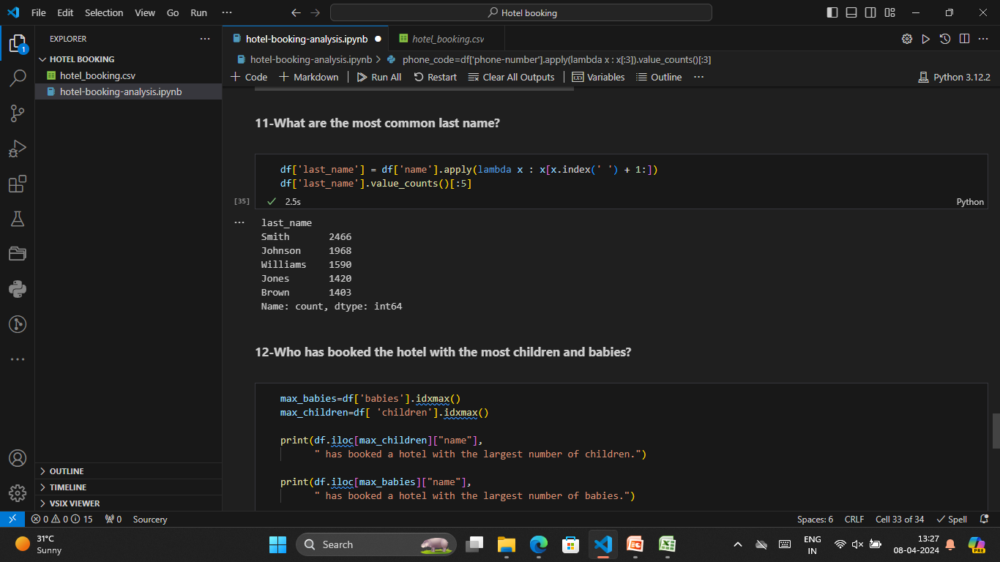 File Edit Selection View Go Run ··· Hotel booking
EXPLORER ···
HOTEL BOOKING
hotel_booking.csv
hotel-booking-analysis.ipynb
OUTLINE
TIMELINE
VSIX VIEWER
1
hotel-booking-analysis.ipynb hotel_booking.csv
hotel-booking-analysis.ipynb > phone_code=df['phone-number'].apply(lambda x : x[:3]).value_counts()[:3]
+ Code + Markdown Run All Restart Clear All Outputs Variables Outline ··· Python 3.12.2
11-What are the most common last name?
df['last_name'] = df['name'].apply(lambda x : x[x.index(' ') + 1:])
df['last_name'].value_counts()[:5]
[35] 2.5s Python
last_name
Smith 2466
Johnson 1968
Williams 1590
Jones 1420
Brown 1403
Name: count, dtype: int64
12-Who has booked the hotel with the most children and babies?
max_babies=df['babies'].idxmax()
max_children=df[ 'children'].idxmax()
print(df.iloc[max_children]["name"],
" has booked a hotel with the largest number of children.")
print(df.iloc[max_babies]["name"],
" has booked a hotel with the largest number of babies.")
0 0 15 0 Sourcery Spaces: 6 CRLF Cell 33 of 34 Spell
31°C
Sunny
Search
ENG
IN
13:27
08-04-2024
PRE